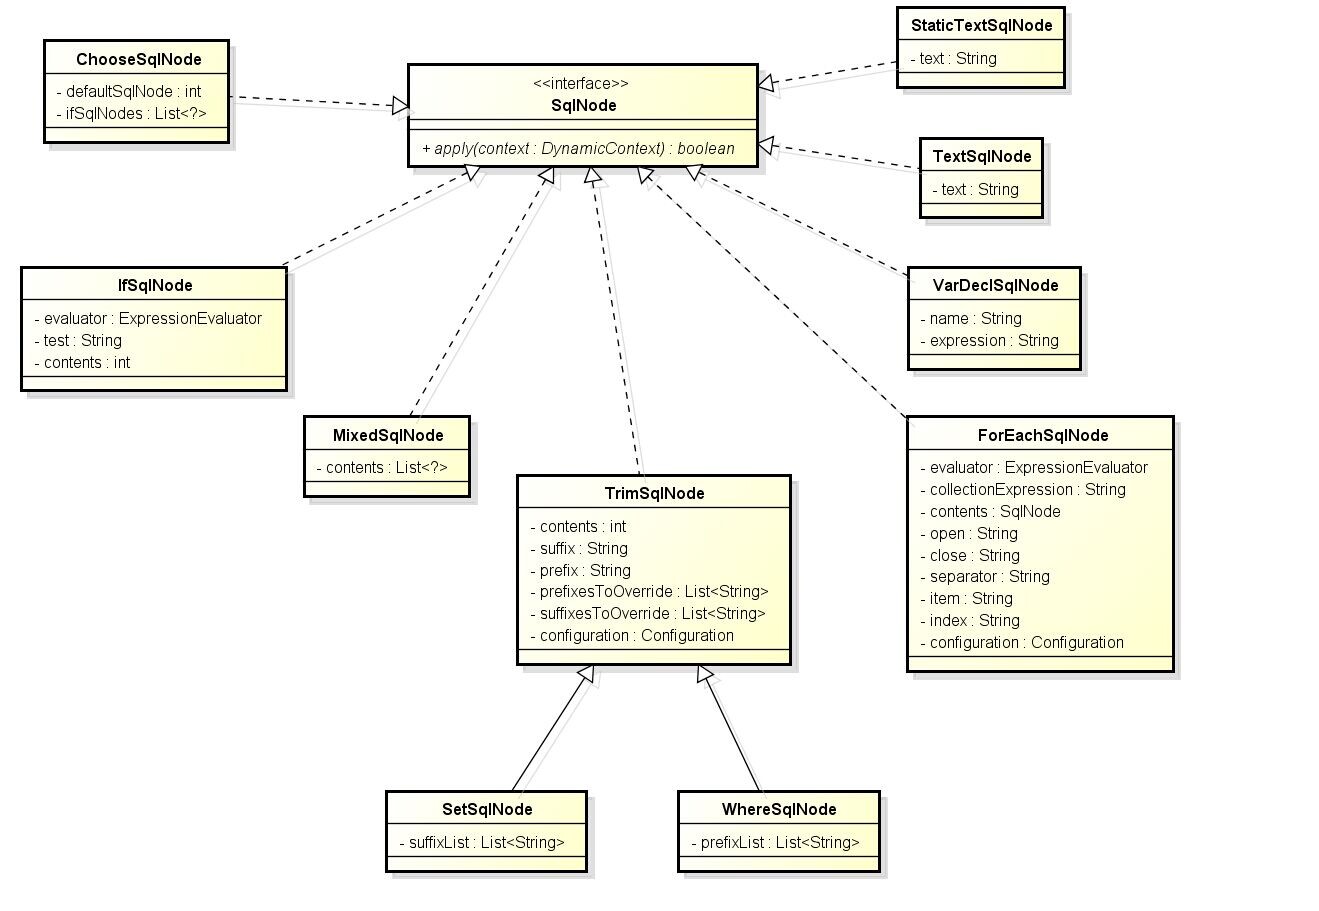 ChooseSqlNode
- defaultSqlNode : int
- ifSqlNodes : List<?>
<<interface>>
SqlNode
+ apply(context : DynamicContext) : boolean
StaticTextSqlNode
- text : String
TextSqlNode
- text : String
IfSqlNode
- evaluator : ExpressionEvaluator
- test : String
- contents : int
VarDeclSqlNode
- name : String
- expression : String
MixedSqlNode
- contents : List<?>
TrimSqlNode
- contents : int
- suffix : String
- prefix : String
- prefixesToOverride : List<String>
- suffixesToOverride : List<String>
- configuration : Configuration
ForEachSqlNode
- evaluator : ExpressionEvaluator
- collectionExpression : String
- contents : SqlNode
- open : String
- close : String
- separator : String
- item : String
- index : String
- configuration : Configuration
SetSqlNode
- suffixList : List<String>
WhereSqlNode
- prefixList : List<String>